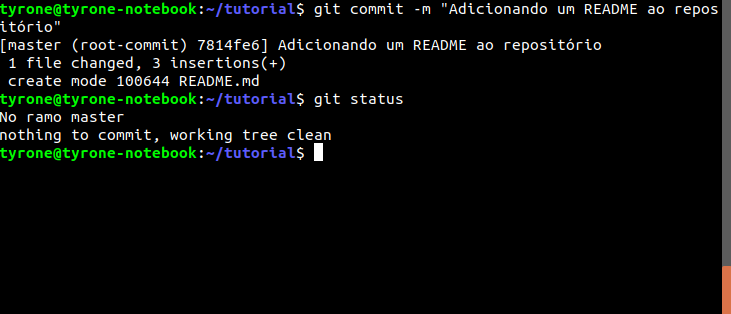 tyrone@tyrone-notebook:~/tutorial$ git commit -m "Adicionando um README ao repos
itório"
[master (root-commit) 7814fe6] Adicionando um README ao repositório
 1 file changed, 3 insertions(+)
 create mode 100644 README.md
tyrone@tyrone-notebook:~/tutorial$ git status
No ramo master
nothing to commit, working tree clean
tyrone@tyrone-notebook:~/tutorial$